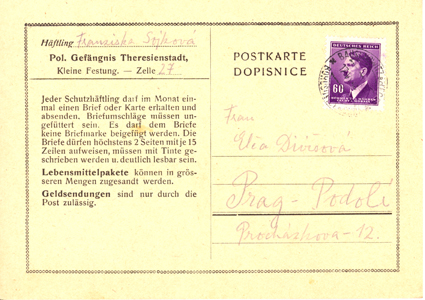 Häftling Franziska Sojková
Pol. Gefängnis Theresienstadt,
Kleine Festung. — Zelle 27
Jeder Schutzhäftling darf im Monat ein-
mal einen Brief oder Karte erhalten und
absenden. Briefumschläge müssen un-
gefüttert sein. Es darf dem Briefe
keine Briefmarke beigefügt werden. Die
Briefe dürfen höchstens 2 Seiten mit je 15
Zeilen aufweisen, müssen mit Tinte ge-
schrieben werden u. deutlich lesbar sein.
Lebensmittelpakete können in grös-
seren Mengen zugesandt werden.
Geldsendungen sind nur durch die
Post zulässig.
POSTKARTE
DOPISNICE
DEUTSCHES REICH
60
Frau
Ela Divišová
Prag - Podolí
Procházkova - 12.